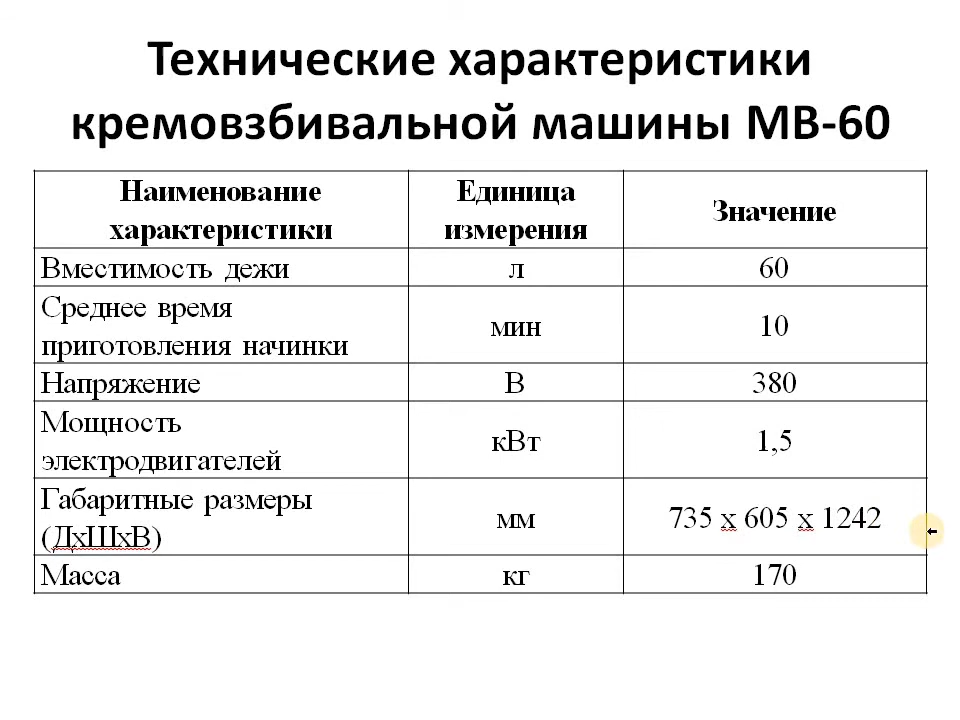 Технические характеристики
кремовзбивальной машины МВ-60
Наименование
характеристики
Единица
измерения
Значение
Вместимость дежи
л
60
Среднее время
приготовления начинки
мин
10
Напряжение
В
380
Мощность
электродвигателей
кВт
1,5
Габаритные размеры
(ДхШхВ)
мм
735 х 605 х 1242
Масса
кг
170